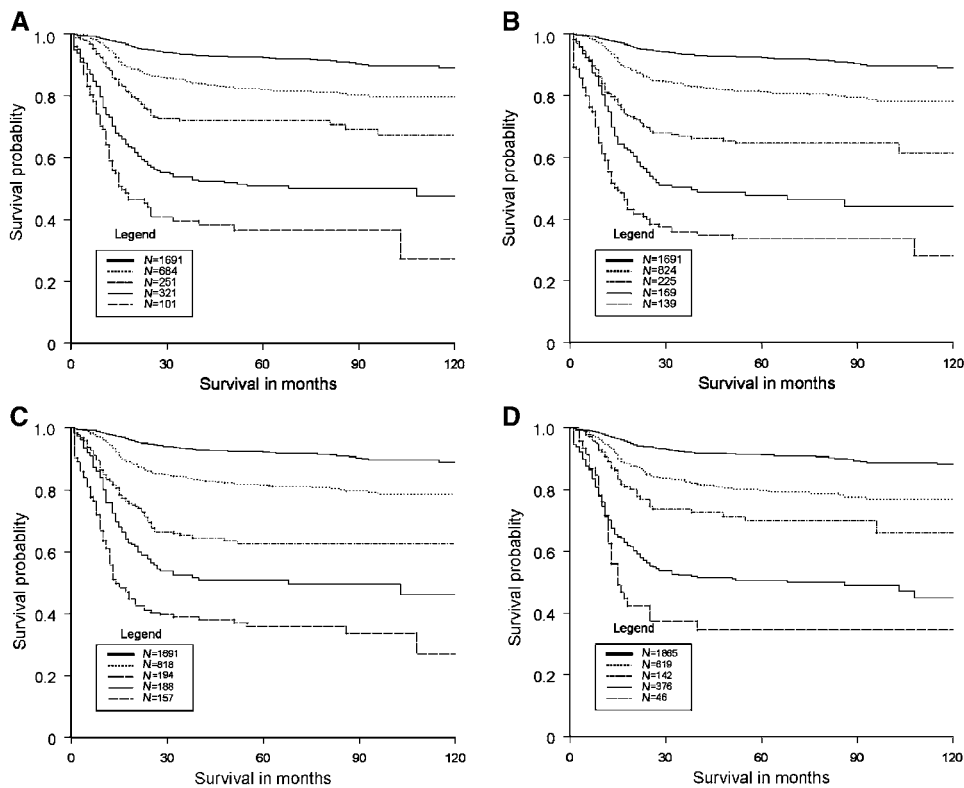 A
1.0
0.8
0.6
0.4
0.2
0
Survival probablity
Legend
N=1691
N=684
N=251
N=321
N=101
0 30 60 90 120
Survival in months
B
1.0
0.8
0.6
0.4
0.2
0
Survival probablity
Legend
N=1691
N=824
N=225
N=169
N=139
0 30 60 90 120
Survival in months
C
1.0
0.8
0.6
0.4
0.2
0
Survival probablity
Legend
N=1691
N=818
N=194
N=188
N=157
0 30 60 90 120
Survival in months
D
1.0
0.8
0.6
0.4
0.2
0
Survival probablity
Legend
N=1865
N=619
N=142
N=376
N=46
0 30 60 90 120
Survival in months